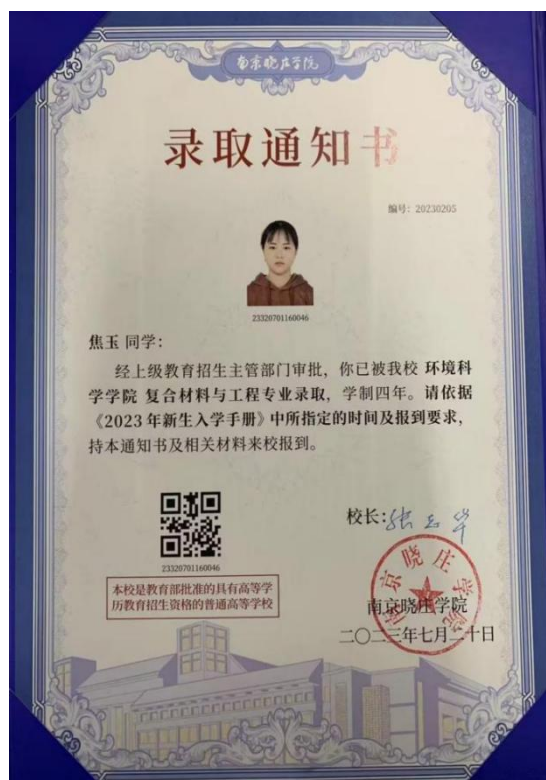 南京晓庄学院
录取通知书
编号：20230205
23320701160046
焦玉 同学：
经上级教育招生主管部门审批，你已被我校 环境科
学学院 复合材料与工程专业录取，学制四年。请依据
《2023 年新生入学手册》中所指定的时间及报到要求，
持本通知书及相关材料来校报到。
校长：
23320701160046
本校是教育部批准的具有高等学
历教育招生资格的普通高等学校
南京晓庄学院
南京晓庄学院
二〇二三年七月二十日